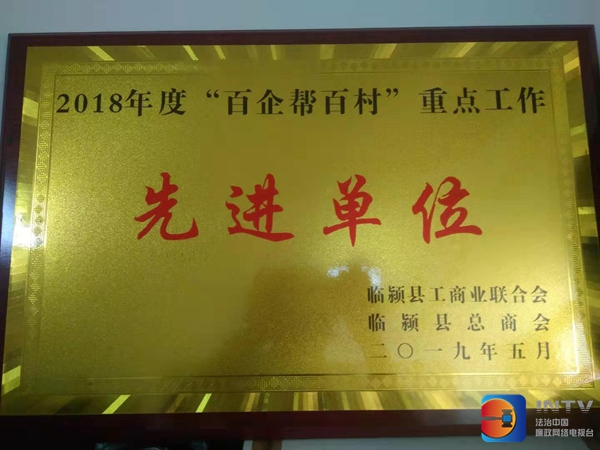 2018年度“百企帮百村”重点工作
先进单位
临颍县工商业联合会
临颍县总商会
二〇一九年五月
INTV
法治中国
廉政网络电视台